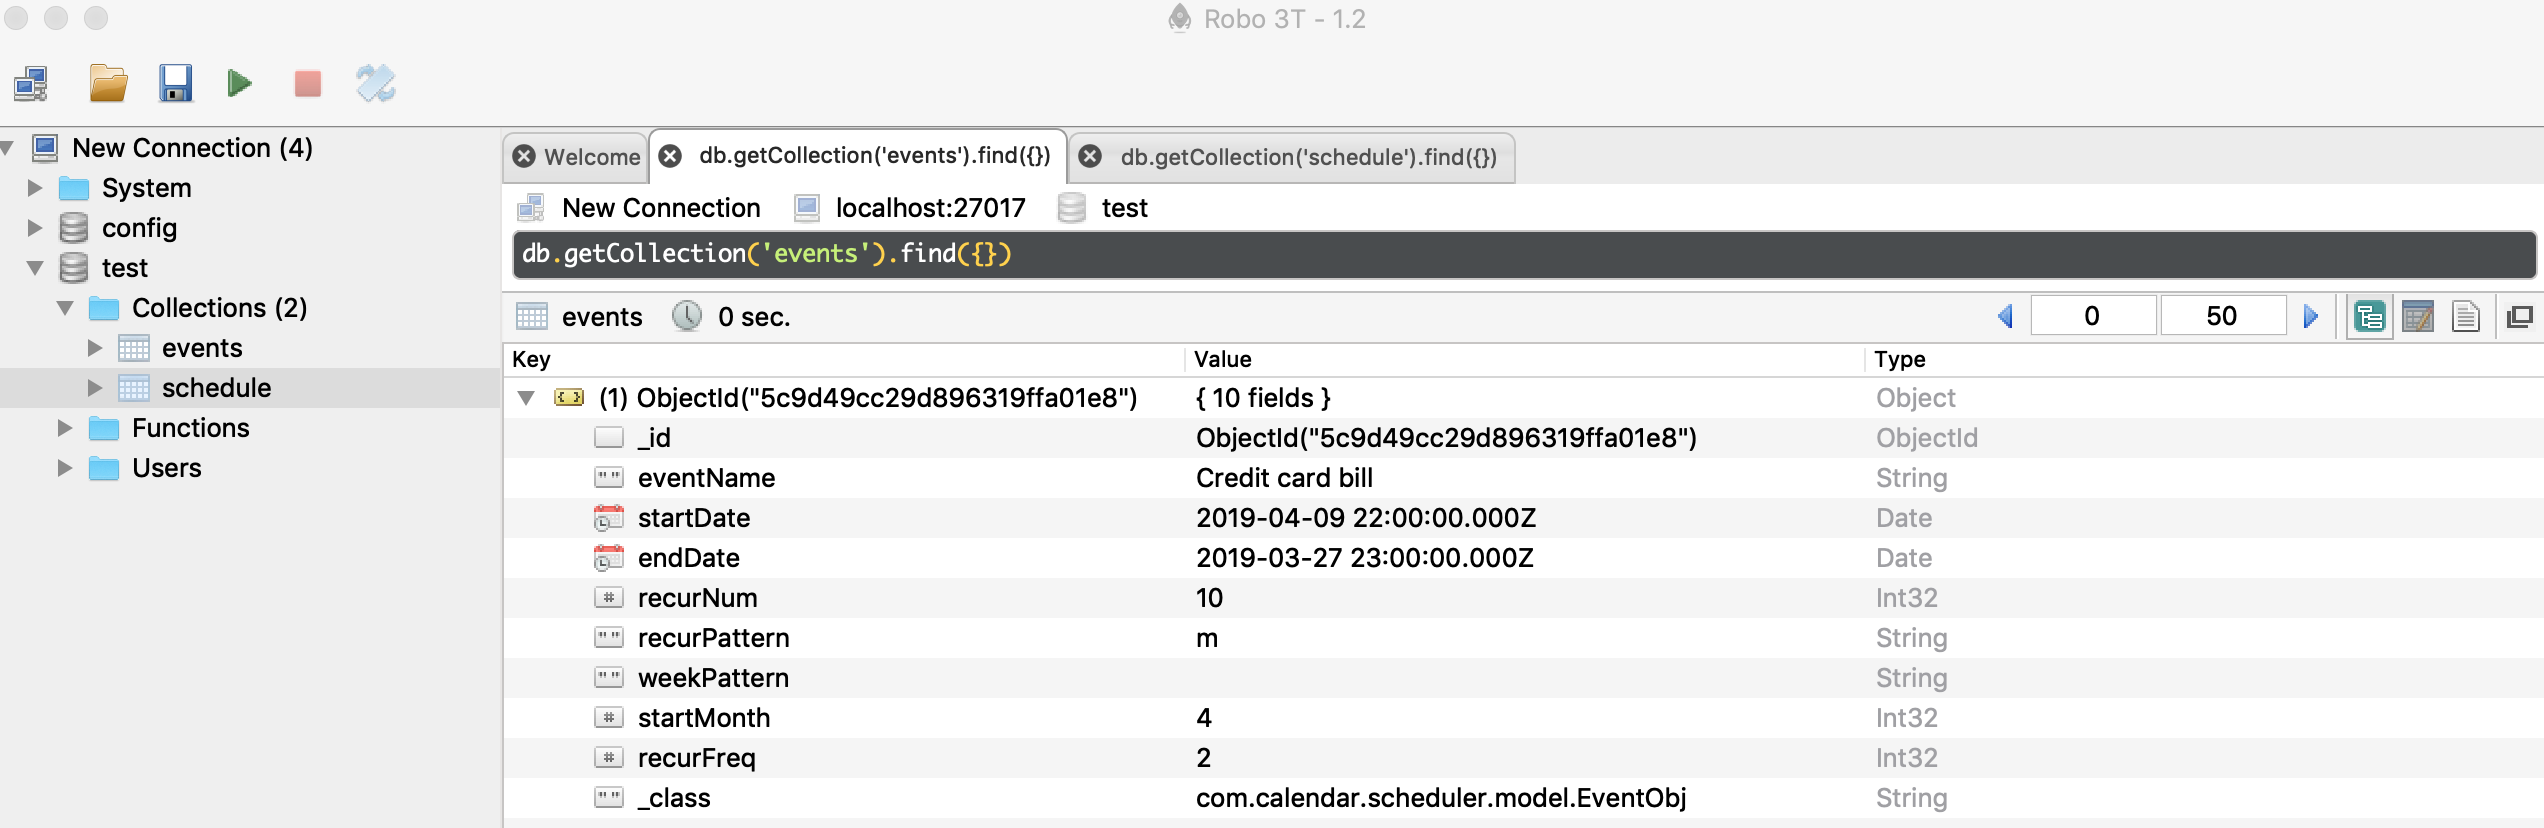 Robo 3T - 1.2
New Connection (4)
System
config
test
Collections (2)
events
schedule
Functions
Users
Welcome
db.getCollection('events').find({})
db.getCollection('schedule').find({})
New Connection localhost:27017 test
db.getCollection('events').find({})
events 0 sec. 0 50
Key Value Type
(1) ObjectId("5c9d49cc29d896319ffa01e8") { 10 fields } Object
_id ObjectId("5c9d49cc29d896319ffa01e8") ObjectId
eventName Credit card bill String
startDate 2019-04-09 22:00:00.000Z Date
endDate 2019-03-27 23:00:00.000Z Date
recurNum 10 Int32
recurPattern m String
weekPattern String
startMonth 4 Int32
recurFreq 2 Int32
_class com.calendar.scheduler.model.EventObj String